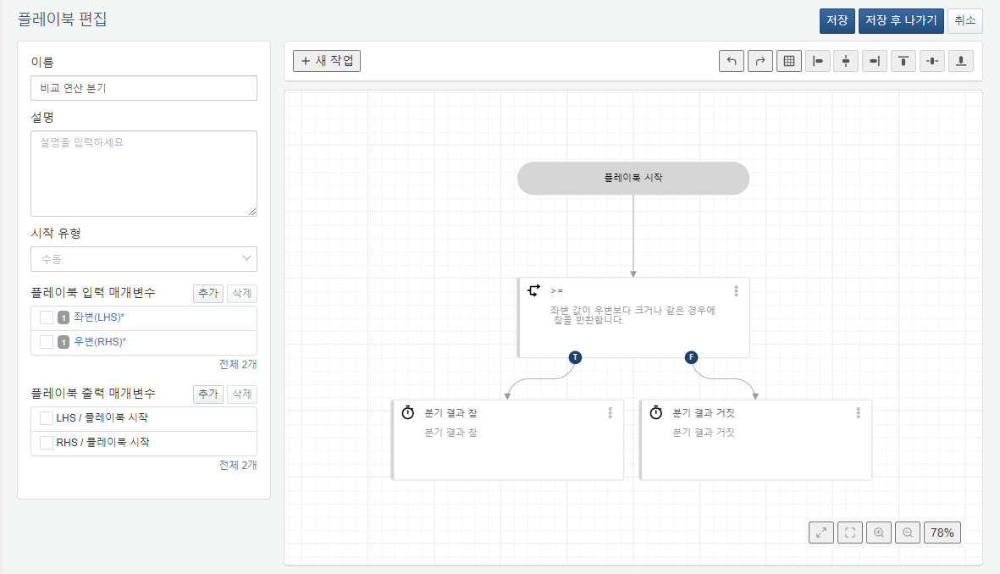 플레이북 편집
저장
저장 후 나가기
취소
이름
비교 연산 분기
설명
설명을 입력하세요
시작 유형
수동
플레이북 입력 매개변수
추가
삭제
1 좌변(LHS)*
1 우변(RHS)*
전체 2개
플레이북 출력 매개변수
추가
삭제
LHS / 플레이북 시작
RHS / 플레이북 시작
전체 2개
+ 새 작업
플레이북 시작
>=
좌변 값이 우변보다 크거나 같은 경우에
참을 반환합니다.
T
F
분기 결과 참
분기 결과 참
분기 결과 거짓
분기 결과 거짓
78%